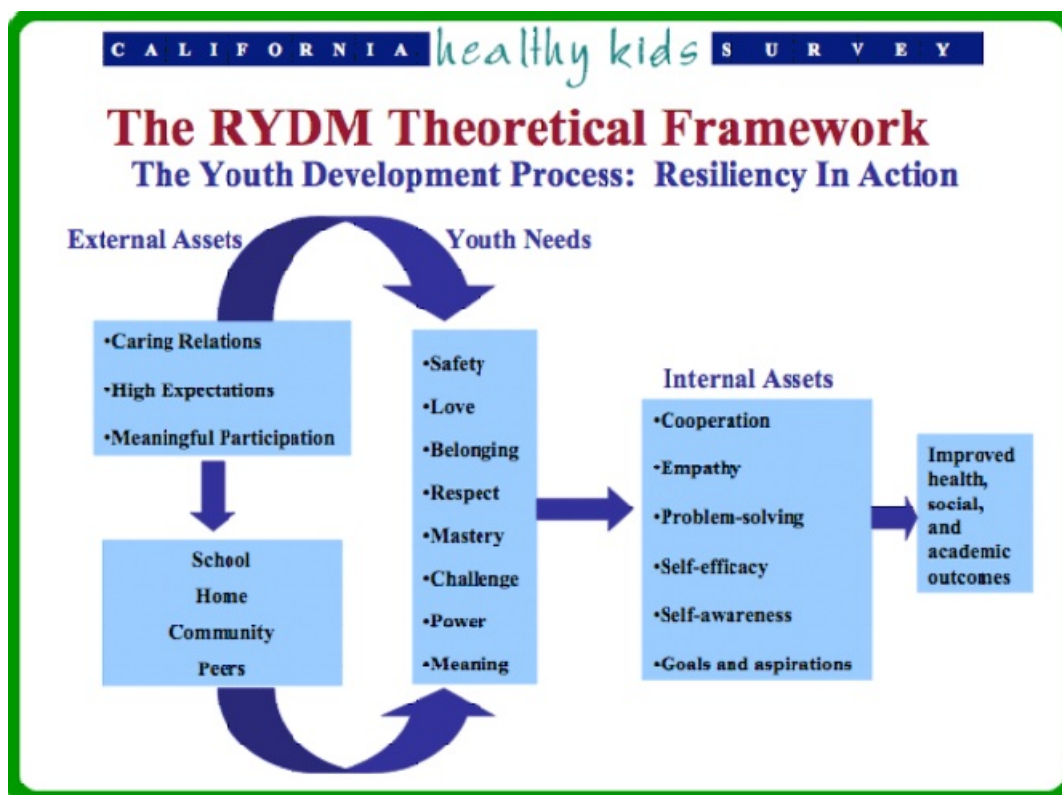 CALIFORNIA healthy kids SURVEY
The RYDM Theoretical Framework
The Youth Development Process: Resiliency In Action
External Assets
•Caring Relations
•High Expectations
•Meaningful Participation
School
Home
Community
Peers
Youth Needs
•Safety
•Love
•Belonging
•Respect
•Mastery
•Challenge
•Power
•Meaning
Internal Assets
•Cooperation
•Empathy
•Problem-solving
•Self-efficacy
•Self-awareness
•Goals and aspirations
Improved
health,
social,
and
academic
outcomes